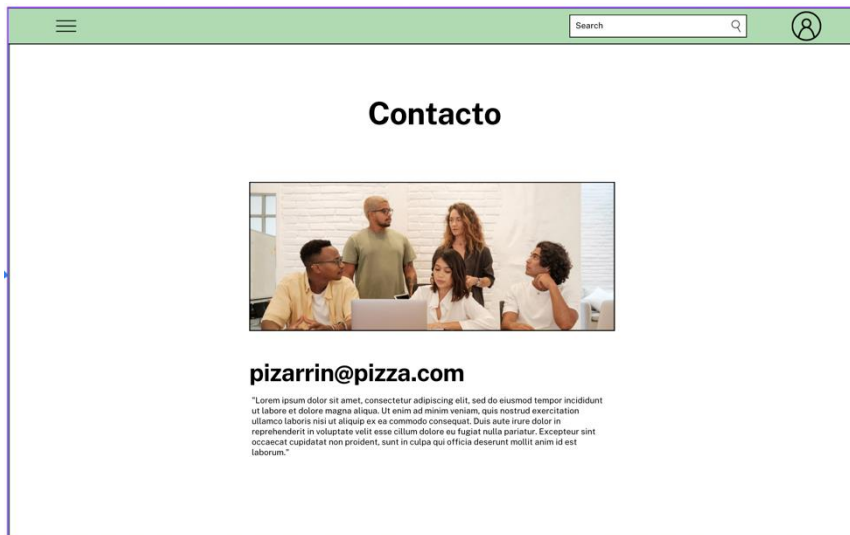 Search
Contacto
pizarrin@pizza.com
"Lorem ipsum dolor sit amet, consectetur adipiscing elit, sed do eiusmod tempor incididunt
ut labore et dolore magna aliqua. Ut enim ad minim veniam, quis nostrud exercitation
ullamco laboris nisi ut aliquip ex ea commodo consequat. Duis aute irure dolor in
reprehenderit in voluptate velit esse cillum dolore eu fugiat nulla pariatur. Excepteur sint
occaecat cupidatat non proident, sunt in culpa qui officia deserunt mollit anim id est
laborum."